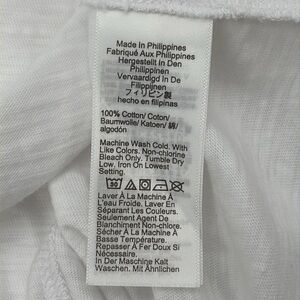 Made In Philippines
Fabriqué Aux Philippines
Hergestellt In Den
Philippinen
Vervaardigd In De
Filippijnen
フィリピン製
hecho en filipinas
100% Cotton/ Coton/
Baumwolle/ Katoen/ 綿/
algodón
Machine Wash Cold. With
Like Colors. Non-chlorine
Bleach Only. Tumble Dry
Low. Iron On Lowest
Setting.
Laver À La Machine À
L'eau Froide. Laver En
Séparant Les Couleurs.
Seulement Agent De
Blanchiment Non-chlore.
Sécher À La Machine À
Basse Température.
Repasser À Fer Doux Si
Nécessaire.
In Der Maschine Kalt
Waschen. Mit Ähnlichen